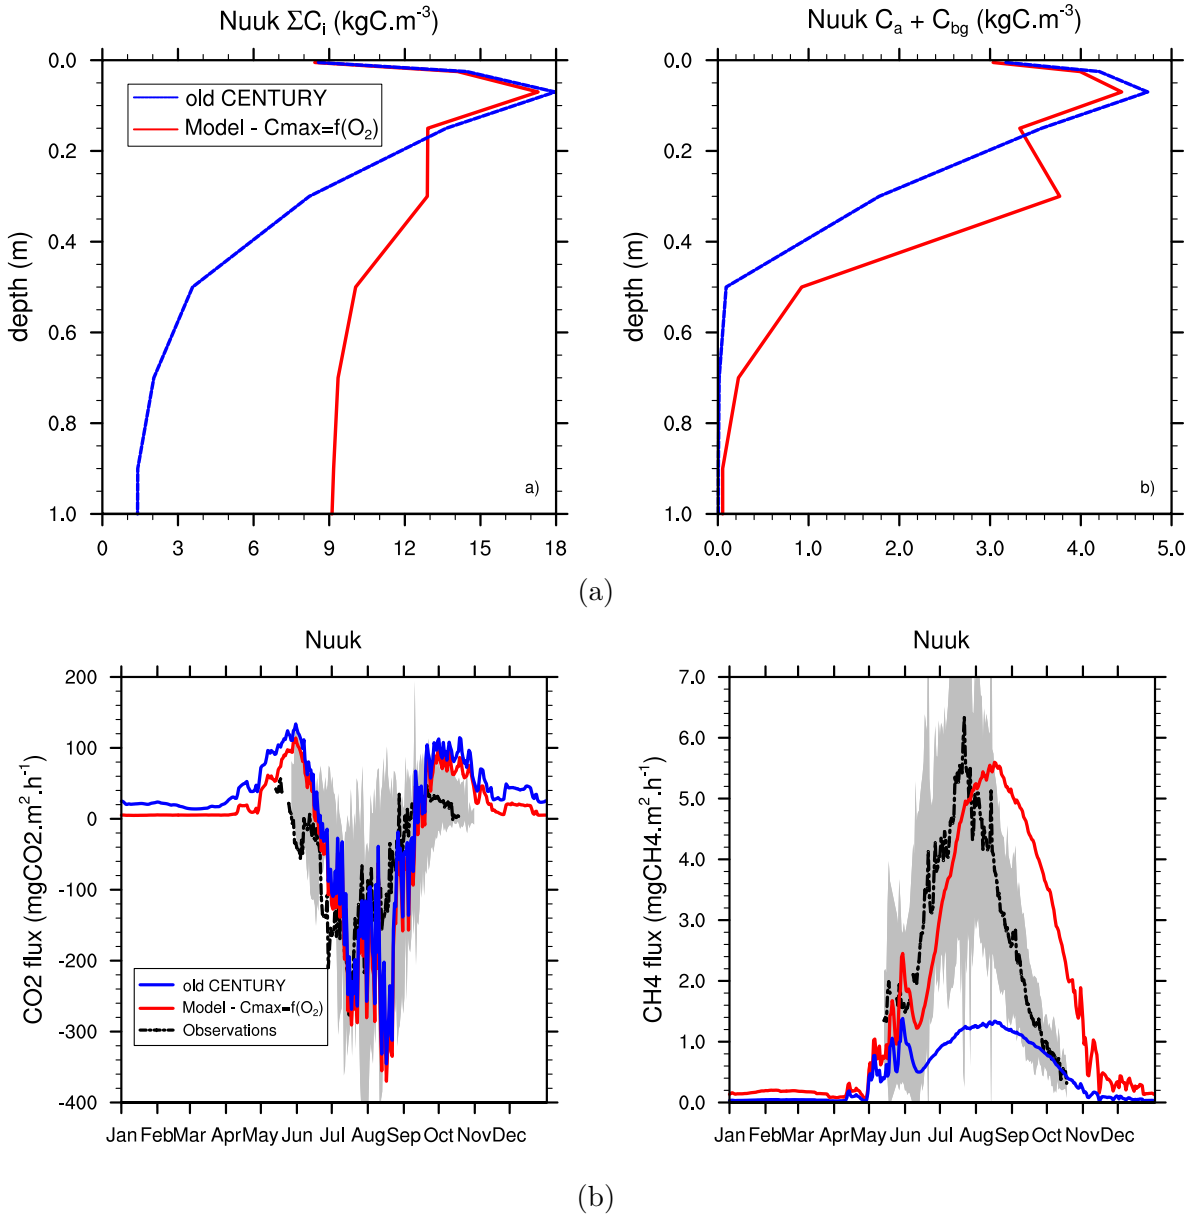 Nuuk ΣCi (kgC.m-3)
0.0
0.2
0.4
0.6
0.8
1.0
depth (m)
old CENTURY
Model - Cmax=f(O2)
a)
0 3 6 9 12 15 18
Nuuk Ca + Cbg (kgC.m-3)
0.0
0.2
0.4
0.6
0.8
1.0
depth (m)
b)
0.0 1.0 2.0 3.0 4.0 5.0
(a)
Nuuk
200
100
0
-100
-200
-300
-400
CO2 flux (mgCO2.m2.h-1)
old CENTURY
Model - Cmax=f(O2)
Observations
Jan Feb Mar Apr May Jun Jul Aug Sep Oct Nov Dec
Nuuk
7.0
6.0
5.0
4.0
3.0
2.0
1.0
0.0
CH4 flux (mgCH4.m2.h-1)
Jan Feb Mar Apr May Jun Jul Aug Sep Oct Nov Dec
(b)